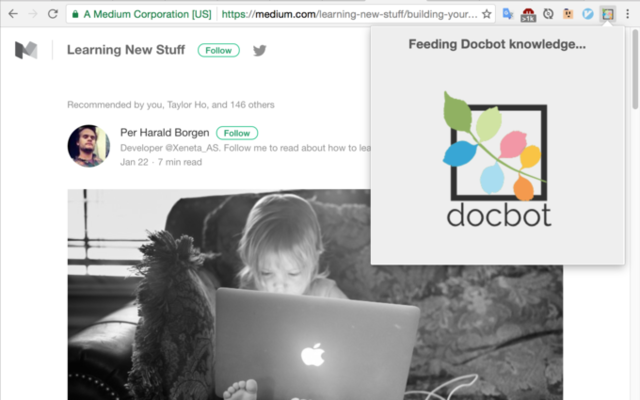 A Medium Corporation [US] https://medium.com/learning-new-stuff/building-your...
>1k
Feeding Docbot knowledge...
docbot
Learning New Stuff Follow
Recommended by you, Taylor Ho, and 146 others
Per Harald Borgen Follow
Developer @Xeneta_AS. Follow me to read about how to lea
Jan 22 · 7 min read